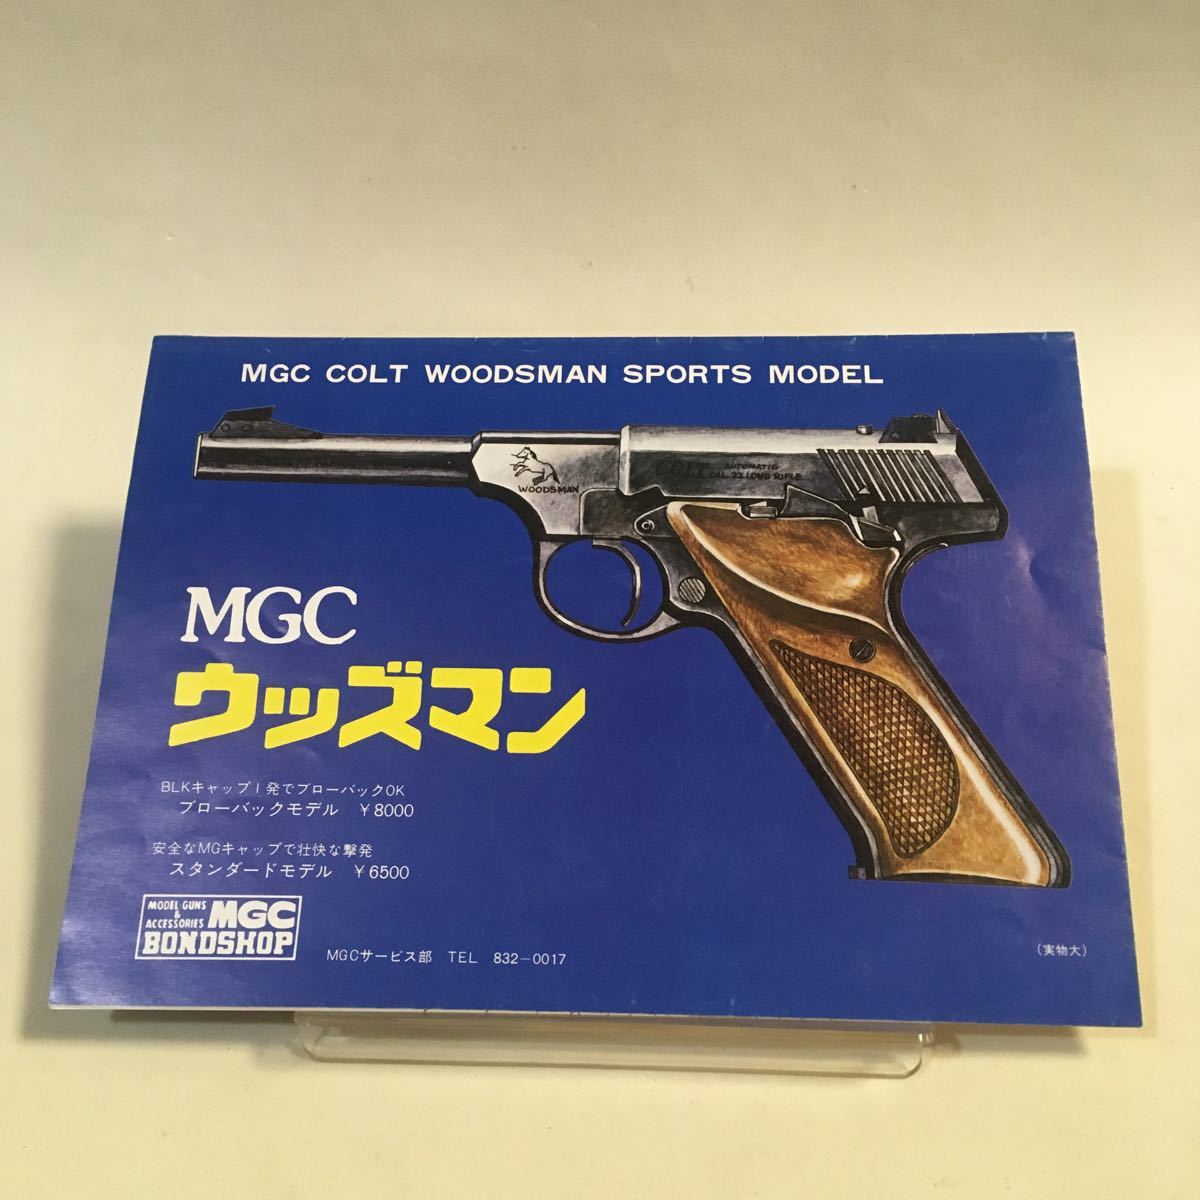 MGC COLT WOODSMAN SPORTS MODEL
WOODSMAN
COLT AUTOMATIC
CAL. 22 LONG RIFLE
MGC
ウッズマン
BLKキャップ1発でブローバックOK
ブローバックモデル ¥8000
安全なMGキャップで壮快な撃発
スタンダードモデル ¥6500
MODEL GUNS
& ACCESSORIES MGC
BONDSHOP
MGCサービス部 TEL 832-0017
(実物大)